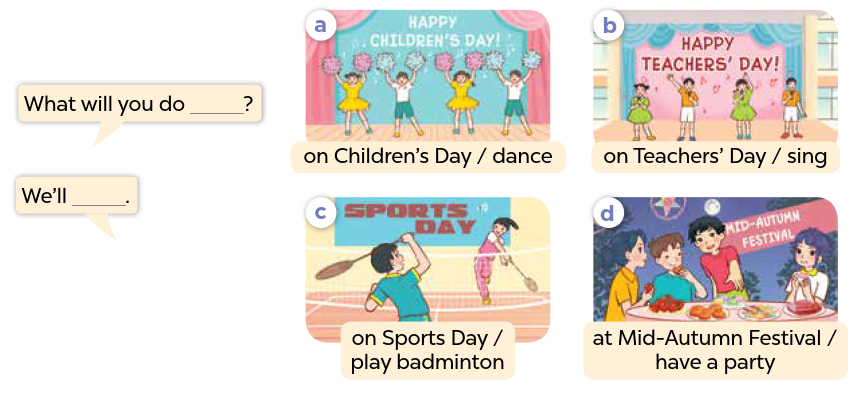 What will you do _____?
We'll _____.
a
HAPPY
CHILDREN'S DAY!
on Children's Day / dance
b
HAPPY
TEACHERS' DAY!
on Teachers' Day / sing
c
SPORTS
DAY
on Sports Day /
play badminton
d
MID-AUTUMN
FESTIVAL
at Mid-Autumn Festival /
have a party